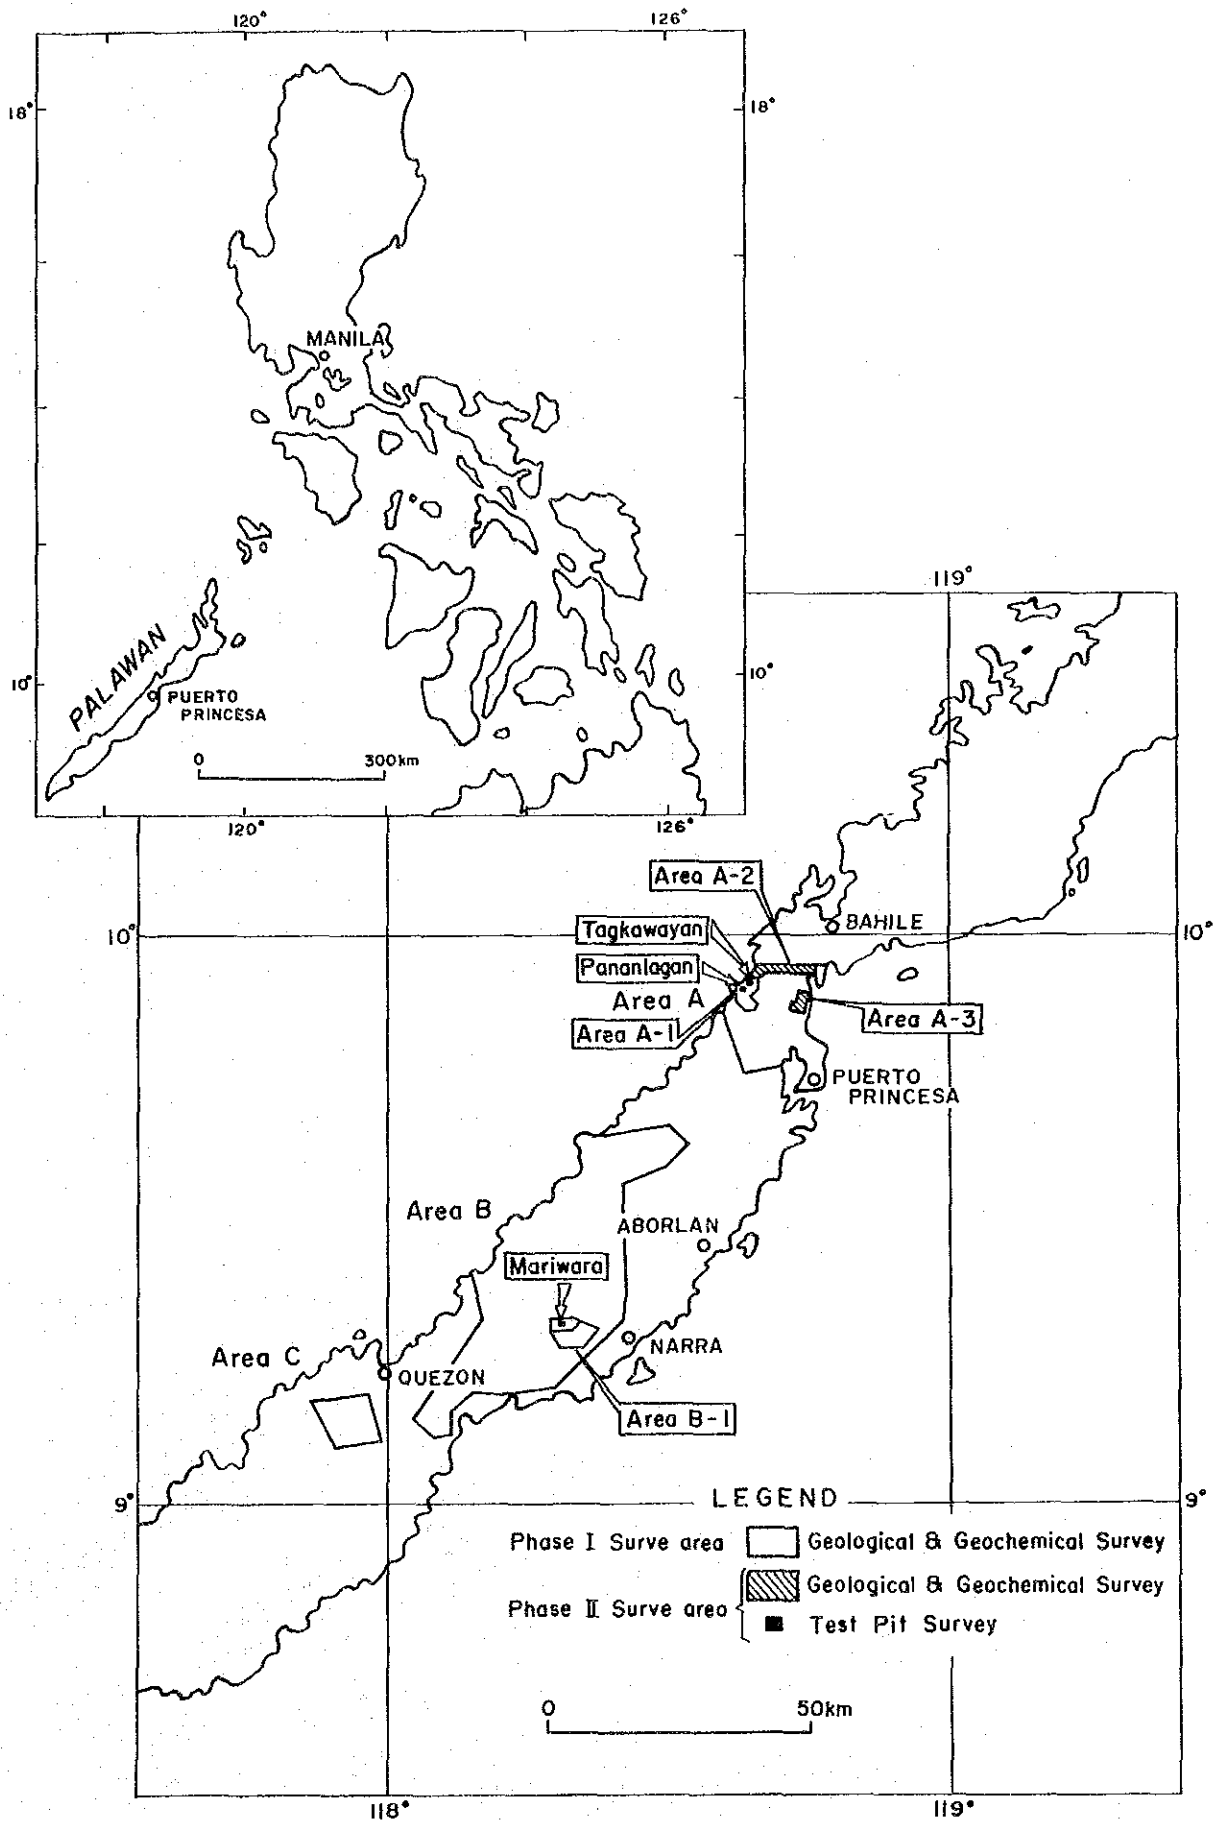 120°
126°
18°
18°
MANILA
PALAWAN
PUERTO
PRINCESA
10°
10°
0
300km
120°
126°
119°
Area A-2
BAHILE
Tagkawayan
10°
10°
Pananlagan
Area A
Area A-3
Area A-1
PUERTO
PRINCESA
Area B
ABORLAN
Mariwara
NARRA
Area C
QUEZON
Area B-1
9°
9°
LEGEND
Phase I Surve area
Geological & Geochemical Survey
Phase II Surve area
Geological & Geochemical Survey
Test Pit Survey
0
50km
118°
119°